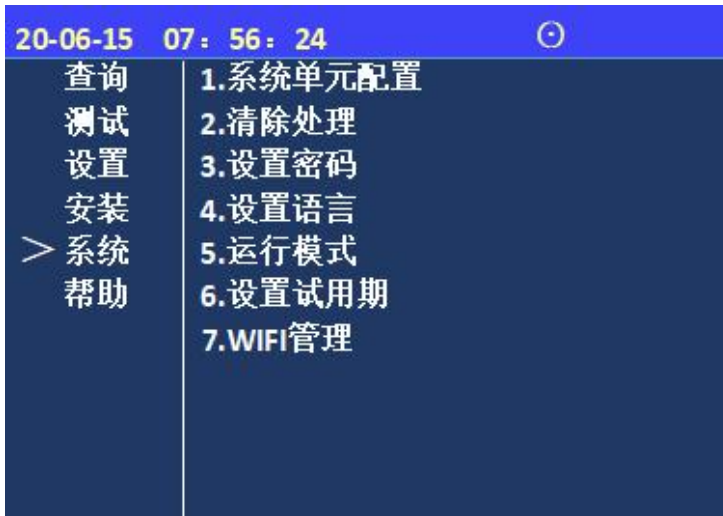 20-06-15 07：56：24
查询
测试
设置
安装
＞系统
帮助
1.系统单元配置
2.清除处理
3.设置密码
4.设置语言
5.运行模式
6.设置试用期
7.WIFI管理